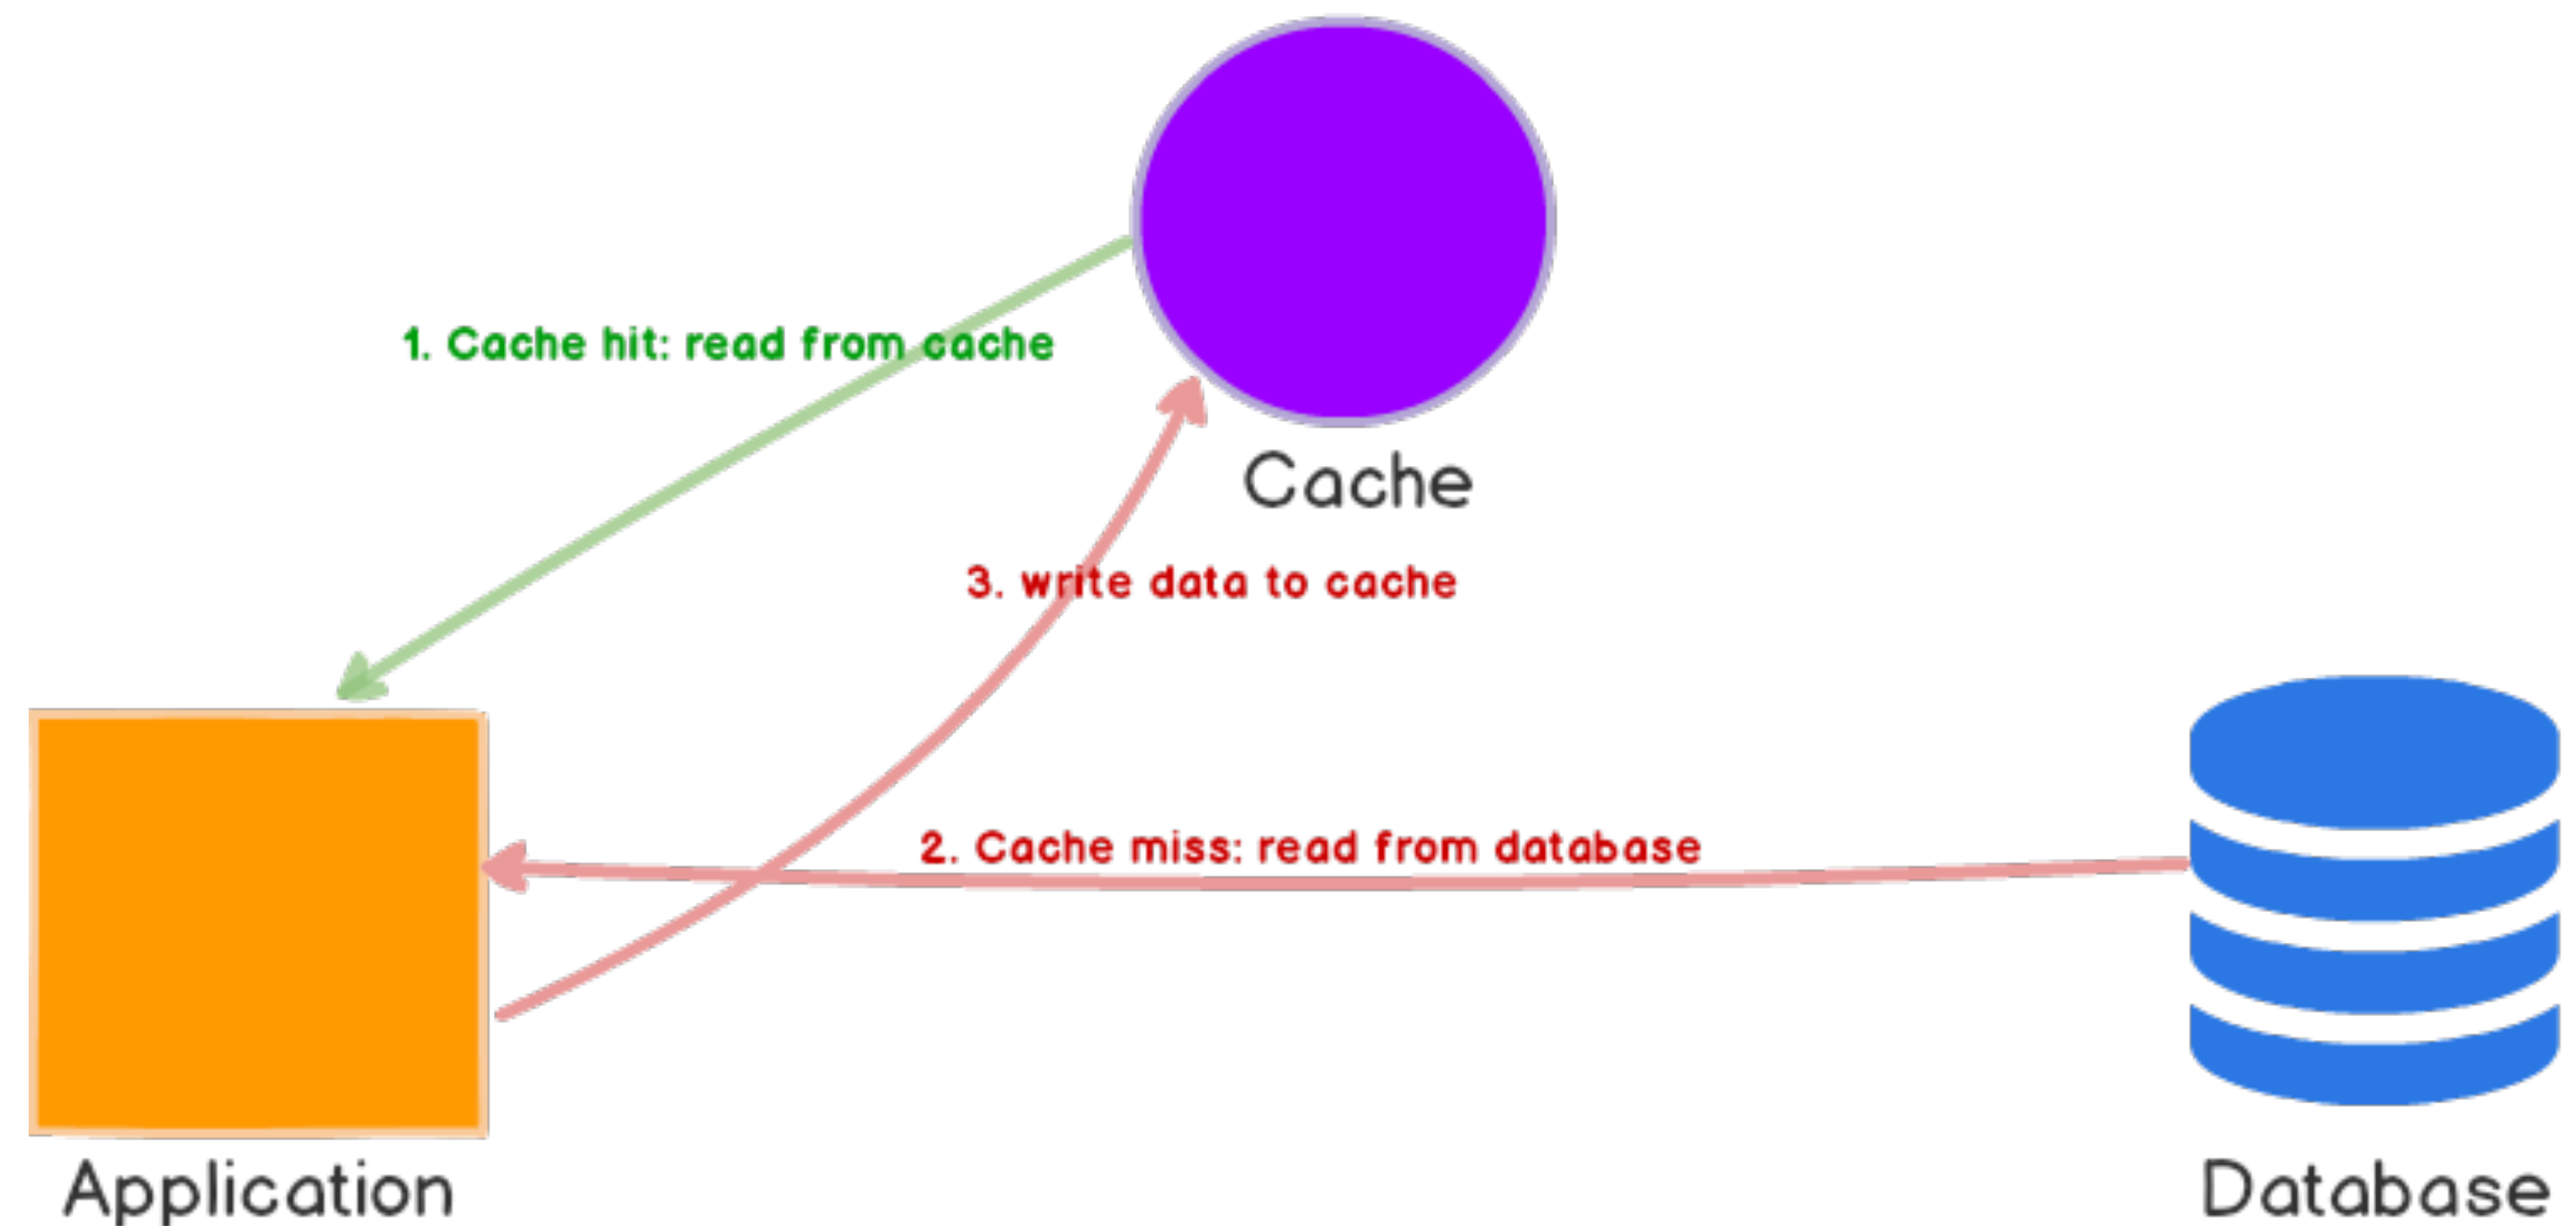 1. Cache hit: read from cache
Cache
3. write data to cache
2. Cache miss: read from database
Application
Database